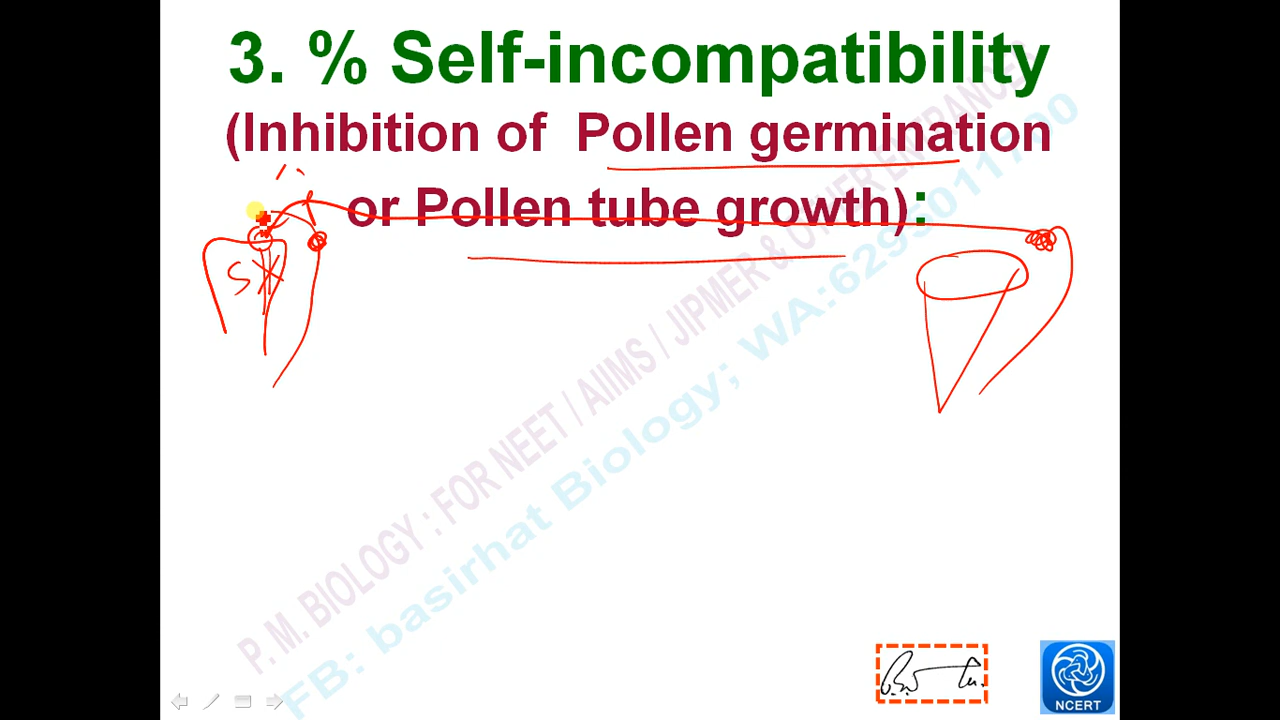 3. % Self-incompatibility
(Inhibition of Pollen germination
or Pollen tube growth):
P. M. BIOLOGY : FOR NEET / AIIMS / JIPMER & OTHER ENTRANCE
FB: basirhat Biology; WA:6295011700
NCERT